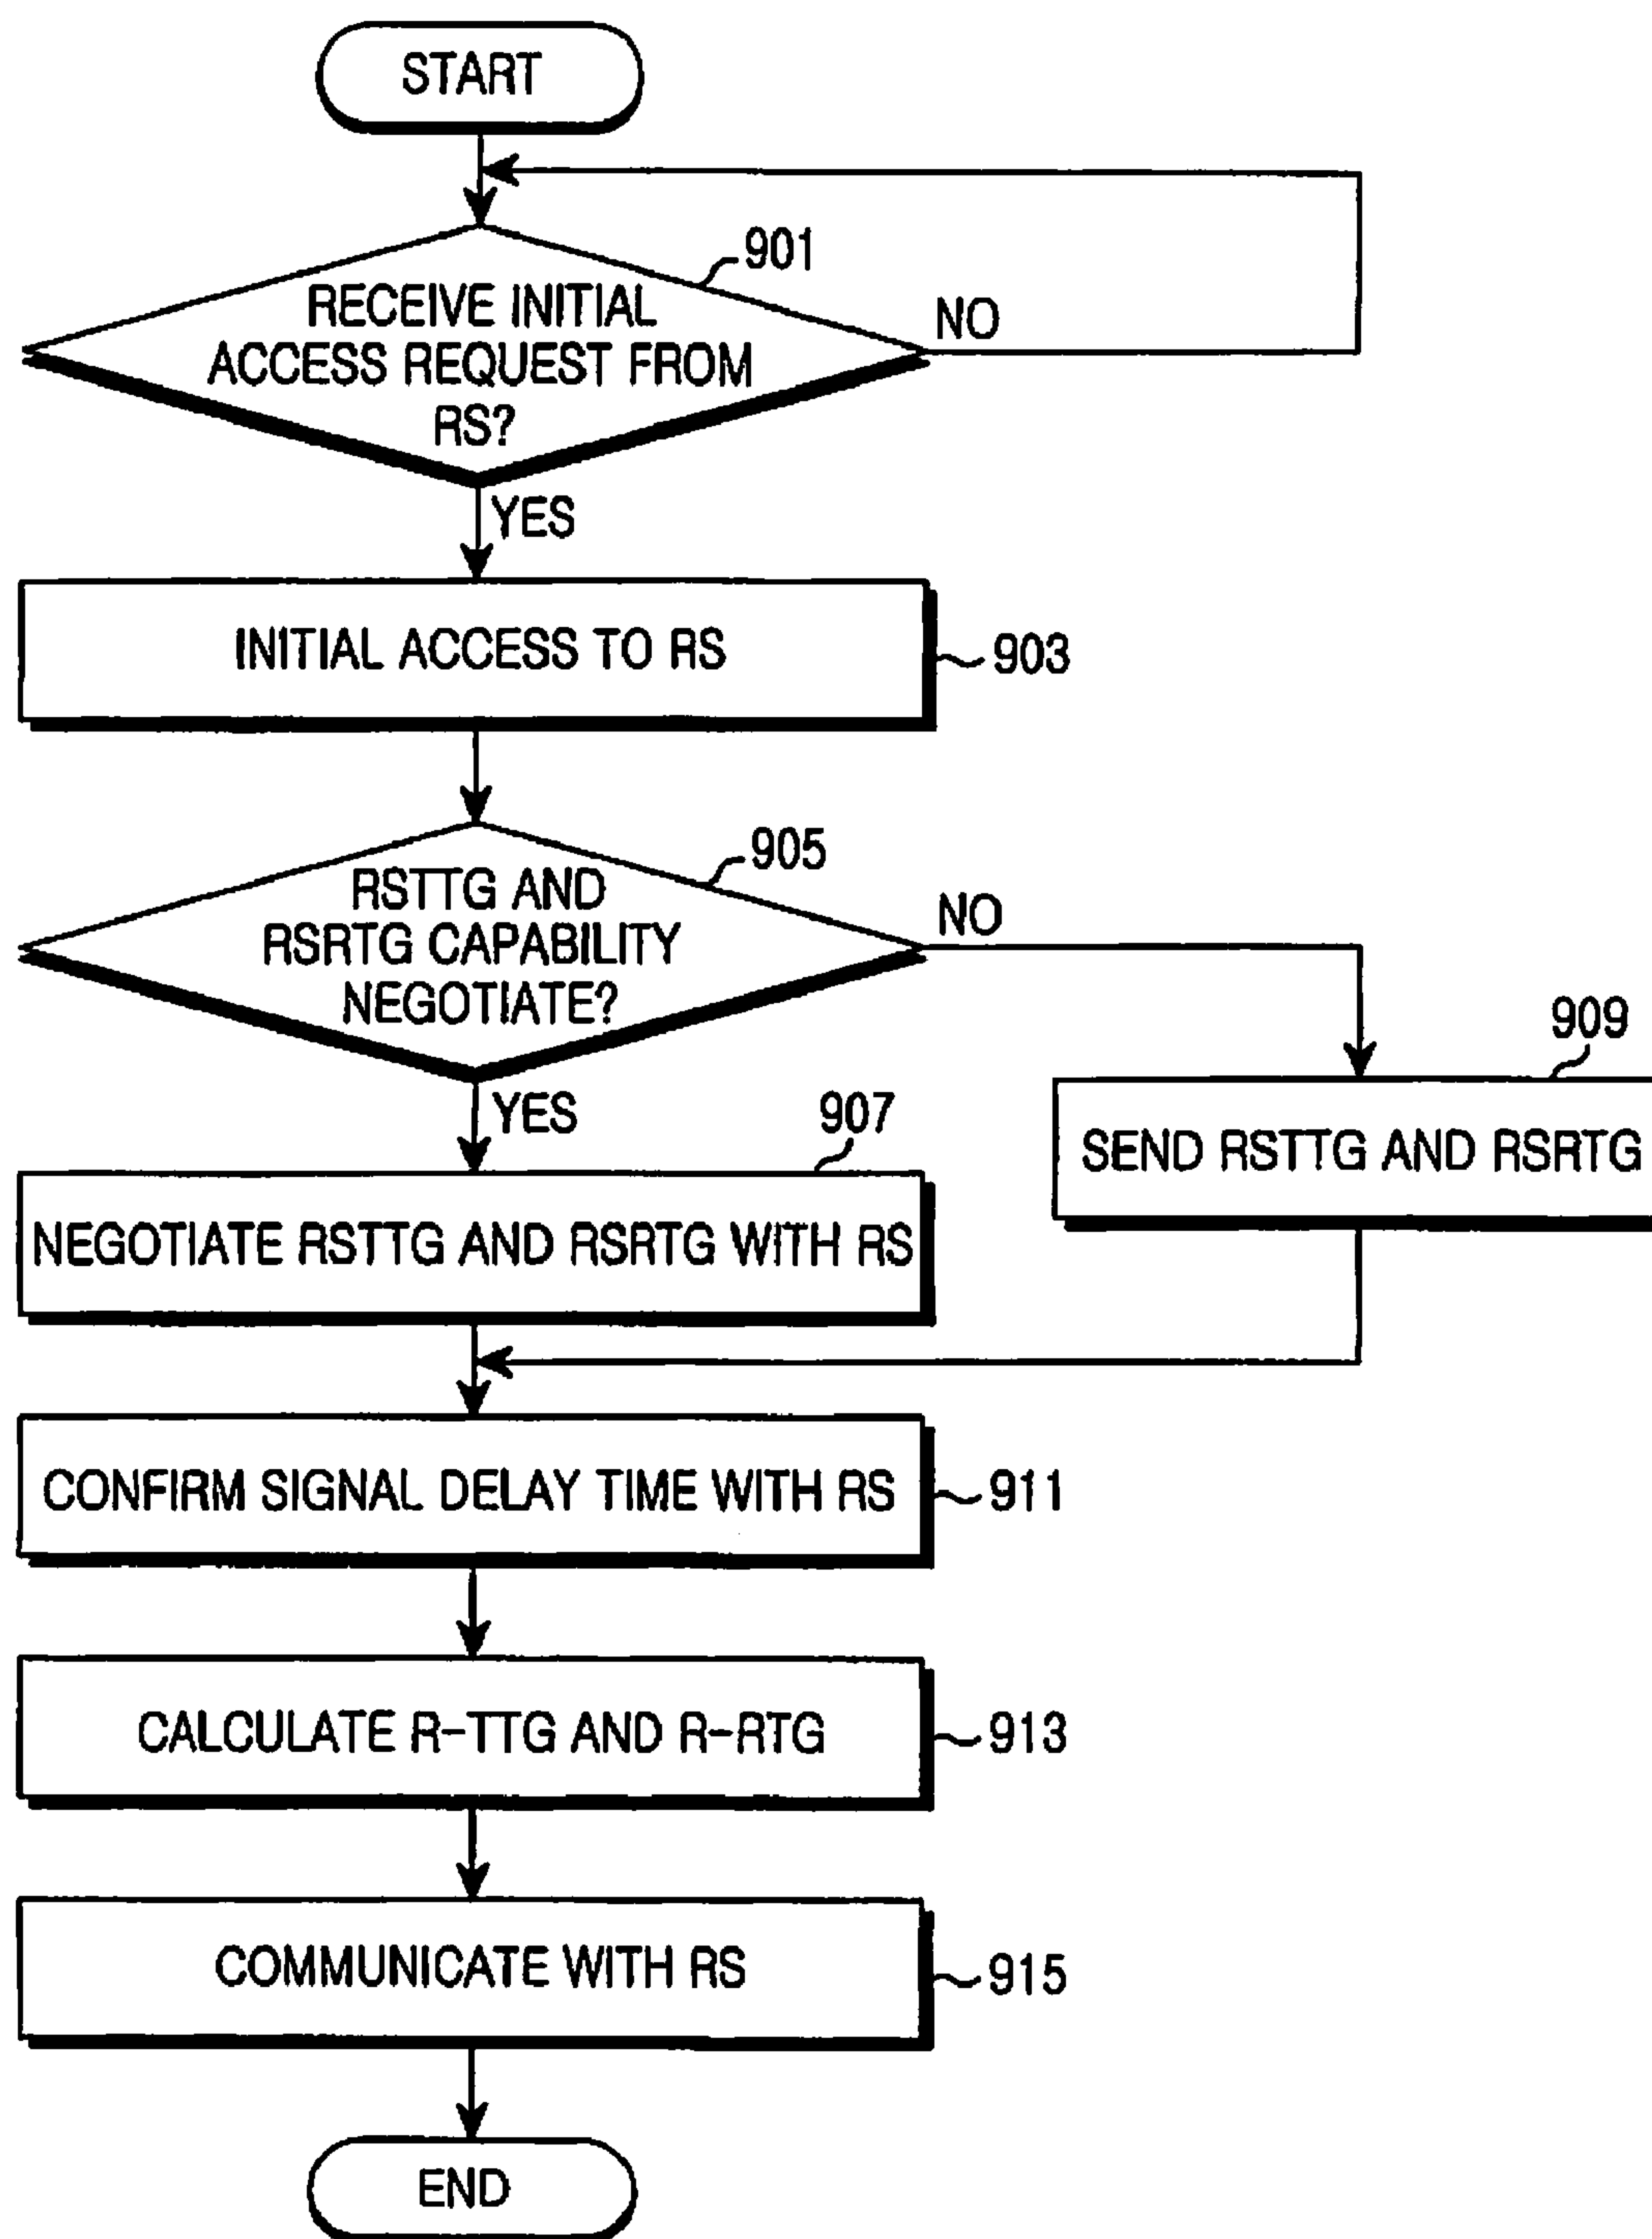 START
901
RECEIVE INITIAL
ACCESS REQUEST FROM
RS?
NO
YES
INITIAL ACCESS TO RS
903
905
RSTTG AND
RSRTG CAPABILITY
NEGOTIATE?
NO
YES
907
909
NEGOTIATE RSTTG AND RSRTG WITH RS
SEND RSTTG AND RSRTG
CONFIRM SIGNAL DELAY TIME WITH RS
911
CALCULATE R-TTG AND R-RTG
913
COMMUNICATE WITH RS
915
END